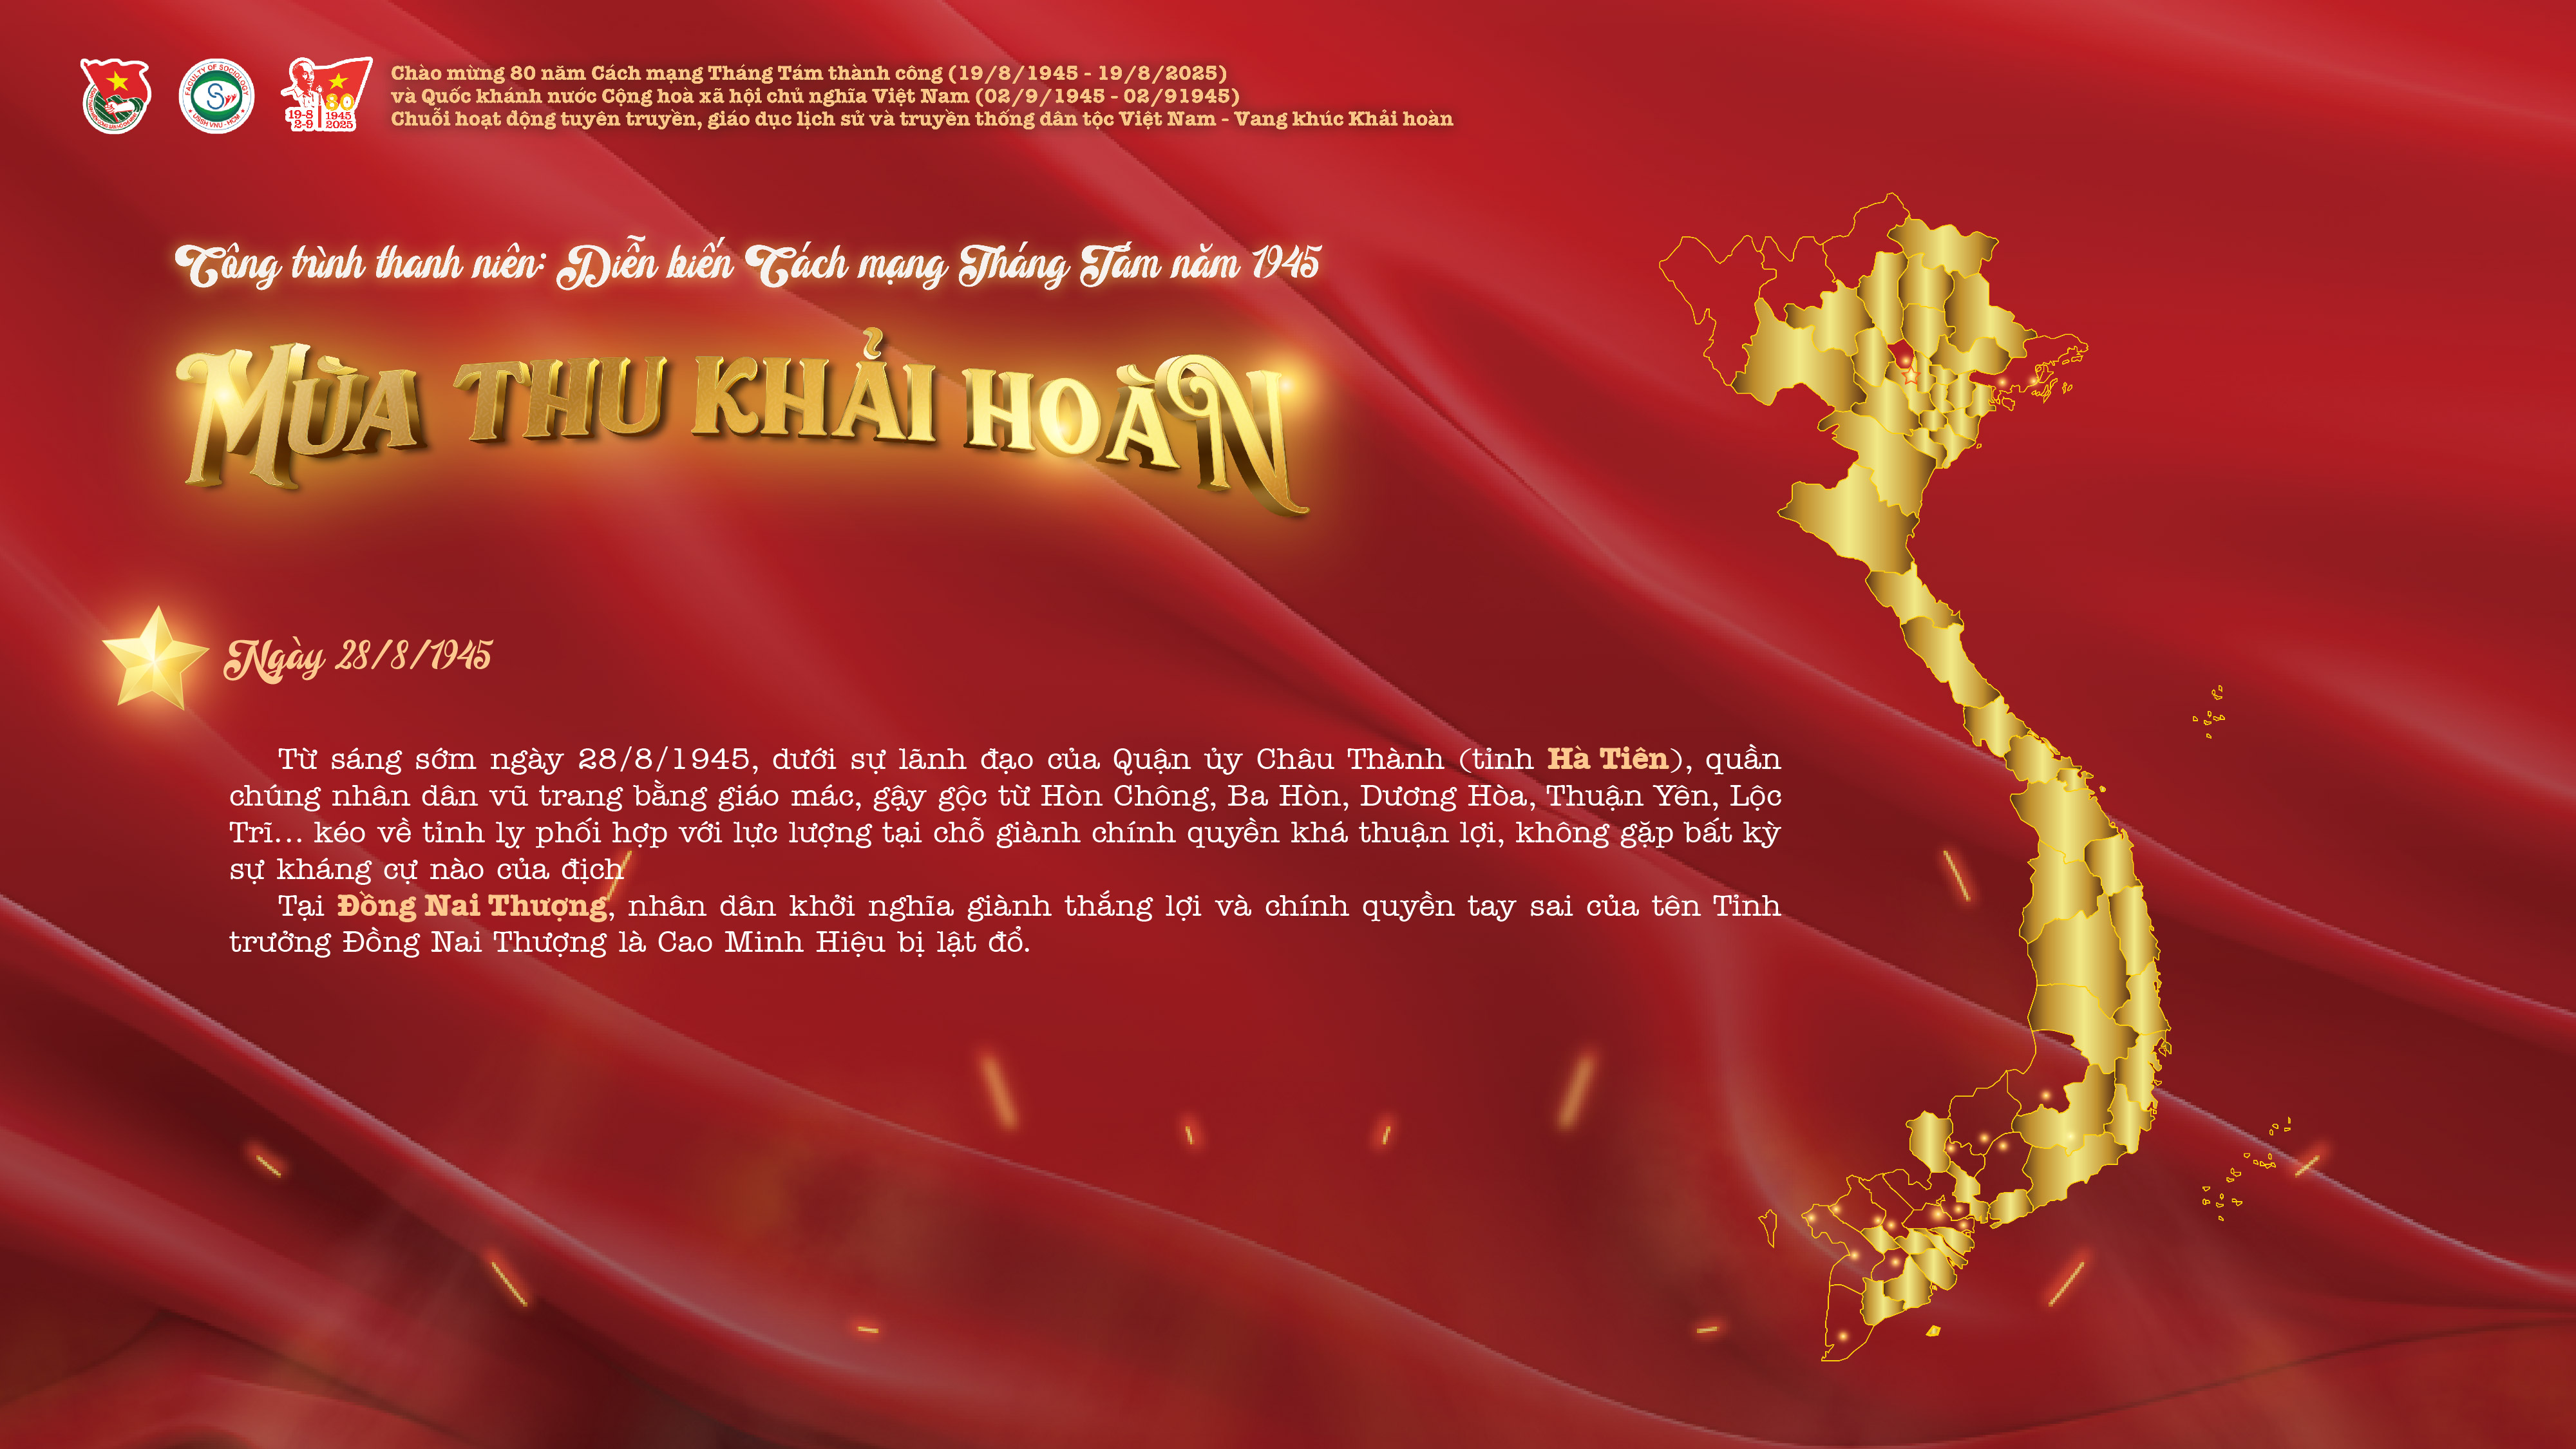 FACULTY OF SOCIOLOGY
USSH VNU - HCM
80
19-8
2-9
1945
2025
Chào mừng 80 năm Cách mạng Tháng Tám thành công (19/8/1945 - 19/8/2025)
và Quốc khánh nước Cộng hoà xã hội chủ nghĩa Việt Nam (02/9/1945 - 02/91945)
Chuỗi hoạt động tuyên truyền, giáo dục lịch sử và truyền thống dân tộc Việt Nam - Vang khúc Khải hoàn
Công trình thanh niên: Diễn biến Cách mạng Tháng Tám năm 1945
MÙA THU KHẢI HOÀN
Ngày 28/8/1945
Từ sáng sớm ngày 28/8/1945, dưới sự lãnh đạo của Quận ủy Châu Thành (tỉnh Hà Tiên), quần
chúng nhân dân vũ trang bằng giáo mác, gậy gộc từ Hòn Chông, Ba Hòn, Dương Hòa, Thuận Yên, Lộc
Trĩ... kéo về tỉnh lỵ phối hợp với lực lượng tại chỗ giành chính quyền khá thuận lợi, không gặp bất kỳ
sự kháng cự nào của địch
Tại Đồng Nai Thượng, nhân dân khởi nghĩa giành thắng lợi và chính quyền tay sai của tên Tỉnh
trưởng Đồng Nai Thượng là Cao Minh Hiệu bị lật đổ.